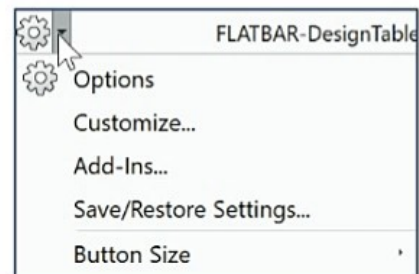 FLATBAR-DesignTable
Options
Customize...
Add-Ins...
Save/Restore Settings...
Button Size